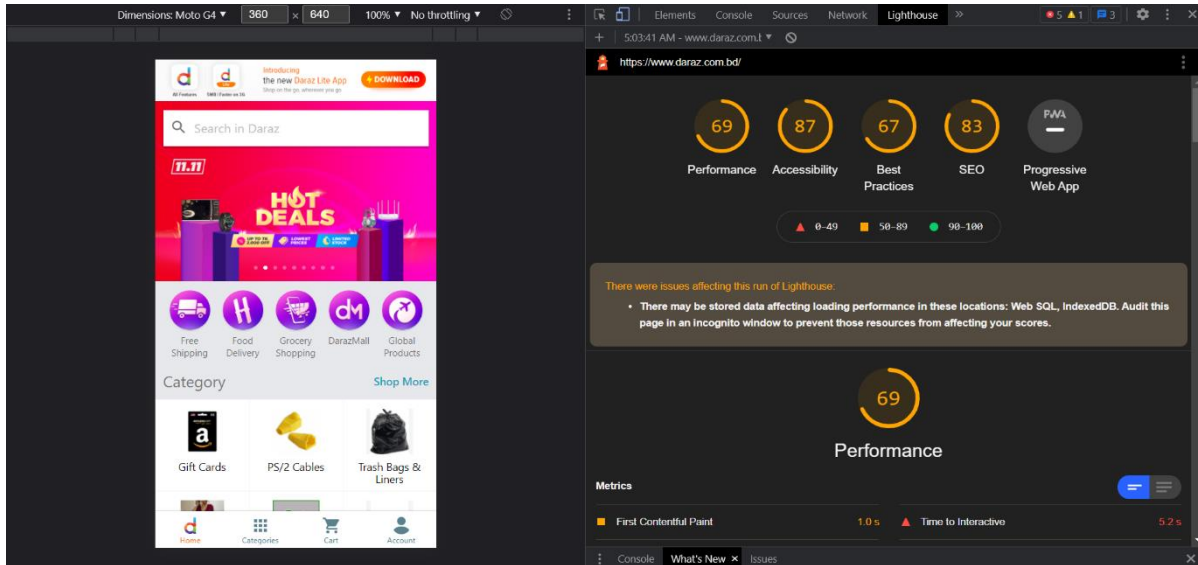 Dimensions: Moto G4 ▼ 360 × 640 100% ▼ No throttling ▼
Introducing
the new Daraz Lite App
Shop on the go, wherever you go
DOWNLOAD
All Features
Search in Daraz
11.11
HOT
DEALS
LOWEST
PRICES
LIMITED
STOCK
Free
Shipping
Food
Delivery
Grocery
Shopping
DarazMall
Global
Products
Category Shop More
Gift Cards
PS/2 Cables
Trash Bags &
Liners
Home Categories Cart Account
Elements Console Sources Network Lighthouse » 5 1 3
+ 5:03:41 AM - www.daraz.com.b ▼
https://www.daraz.com.bd/
69 87 67 83 PWA
Performance
Accessibility
Best
Practices
SEO
Progressive
Web App
0–49 50–89 90–100
There were issues affecting this run of Lighthouse:
• There may be stored data affecting loading performance in these locations: Web SQL, IndexedDB. Audit this
page in an incognito window to prevent those resources from affecting your scores.
69
Performance
Metrics
First Contentful Paint 1.0 s
Time to Interactive 5.2 s
Console What's New × Issues